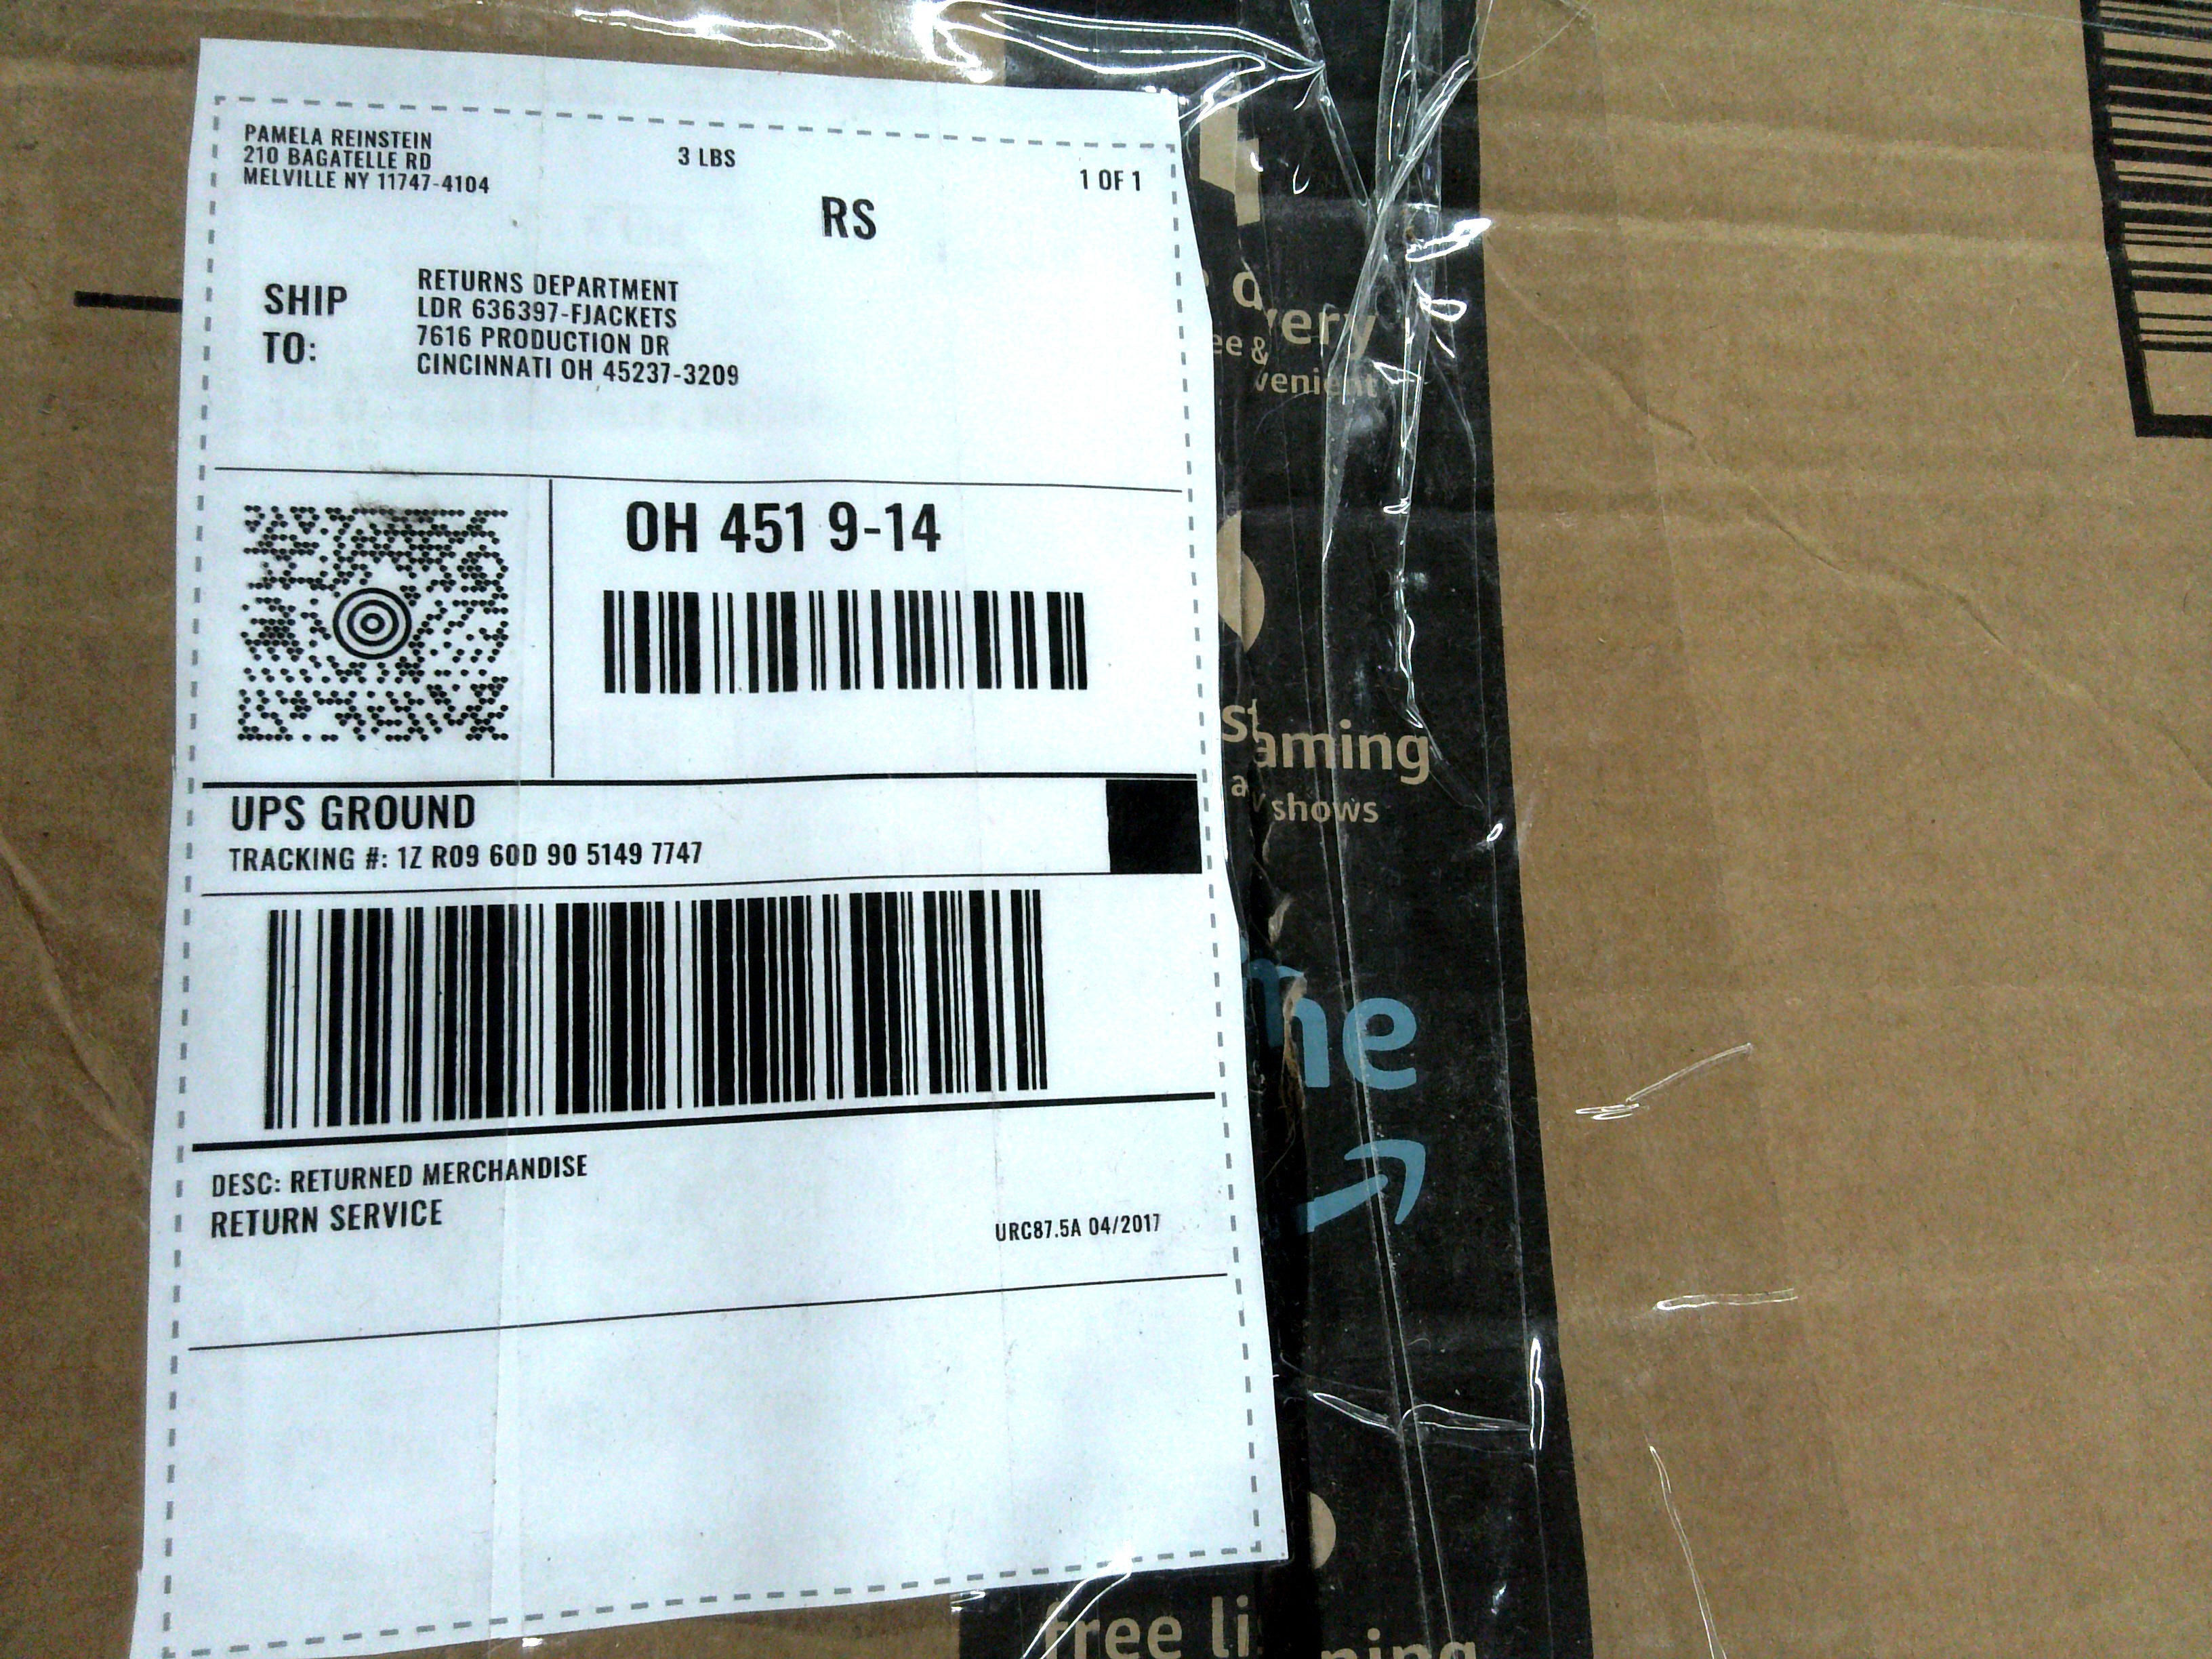 PAMELA REINSTEIN
210 BAGATELLE RD
MELVILLE NY 11747-4104
3 LBS
1 OF 1
RS
SHIP TO:
RETURNS DEPARTMENT
LDR 636397-FJACKETS
7616 PRODUCTION DR
CINCINNATI OH 45237-3209
OH 451 9-14
UPS GROUND
TRACKING #: 1Z R09 60D 90 5149 7747
DESC: RETURNED MERCHANDISE
RETURN SERVICE
URC87.5A 04/2017
shows
free